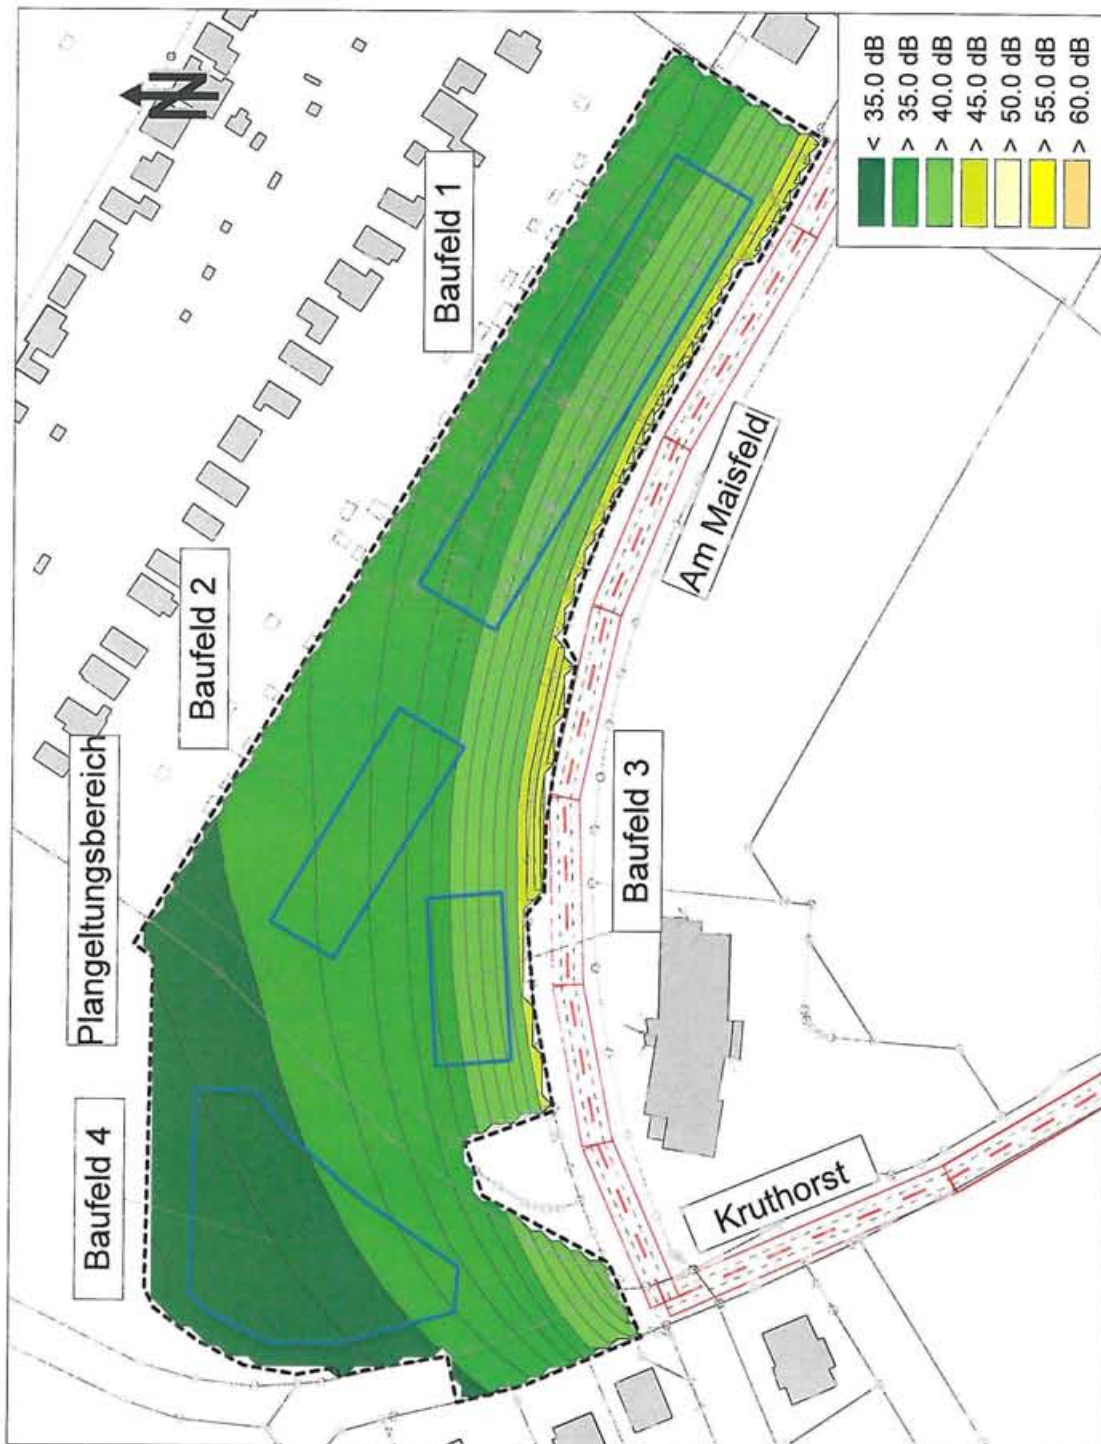 N
Plangeltungsbereich
Baufeld 4
Baufeld 2
Baufeld 1
Baufeld 3
Am Maisfeld
Kruthorst
< 35.0 dB
> 35.0 dB
> 40.0 dB
> 45.0 dB
> 50.0 dB
> 55.0 dB
> 60.0 dB